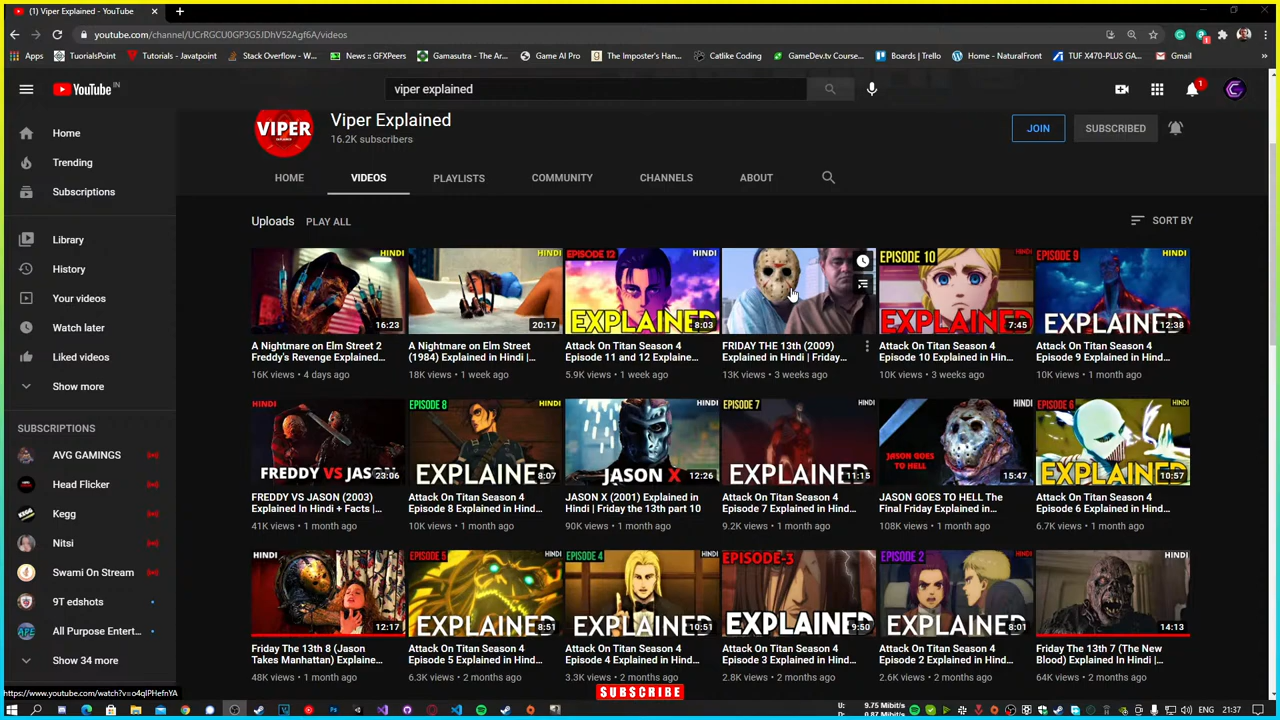 (1) Viper Explained - YouTube
youtube.com/channel/UCrRGCU0GP3G5JDhV52Agf6A/videos
Apps
TutorialsPoint
Tutorials - Javatpoint
Stack Overflow - W...
News :: GFXPeers
Gamasutra - The Ar...
Game AI Pro
The Imposter's Han...
Catlike Coding
GameDev.tv Course...
Boards | Trello
Home - NaturalFront
TUF X470-PLUS GA...
Gmail
YouTube IN
viper explained
1
VIPER
Viper Explained
16.2K subscribers
JOIN
SUBSCRIBED
HOME
VIDEOS
PLAYLISTS
COMMUNITY
CHANNELS
ABOUT
Home
Trending
Subscriptions
Library
History
Your videos
Watch later
Liked videos
Show more
SUBSCRIPTIONS
AVG GAMINGS
Head Flicker
Kegg
Nitsi
Swami On Stream
9T edshots
All Purpose Entert...
Show 34 more
Uploads
PLAY ALL
SORT BY
HINDI
16:23
A Nightmare on Elm Street 2
Freddy's Revenge Explained...
16K views • 4 days ago
HINDI
20:17
A Nightmare on Elm Street
(1984) Explained in Hindi |...
18K views • 1 week ago
EPISODE 12
HINDI
EXPLAINED
8:03
Attack On Titan Season 4
Episode 11 and 12 Explaine...
5.9K views • 1 week ago
FRIDAY THE 13th (2009)
Explained in Hindi | Friday...
13K views • 3 weeks ago
EPISODE 10
HINDI
EXPLAINED
7:45
Attack On Titan Season 4
Episode 10 Explained in Hin...
10K views • 3 weeks ago
EPISODE 9
HINDI
EXPLAINED
12:38
Attack On Titan Season 4
Episode 9 Explained in Hind...
10K views • 1 month ago
HINDI
FREDDY VS JASON
23:06
FREDDY VS JASON (2003)
Explained In Hindi + Facts |...
41K views • 1 month ago
EPISODE 8
HINDI
EXPLAINED
8:07
Attack On Titan Season 4
Episode 8 Explained in Hind...
10K views • 1 month ago
HINDI
JASON X
12:26
JASON X (2001) Explained in
Hindi | Friday the 13th part 10
90K views • 1 month ago
EPISODE 7
HINDI
EXPLAINED
11:15
Attack On Titan Season 4
Episode 7 Explained in Hind...
9.2K views • 1 month ago
HINDI
JASON GOES
TO HELL
15:47
JASON GOES TO HELL The
Final Friday Explained in...
108K views • 1 month ago
EPISODE 6
HINDI
EXPLAINED
10:57
Attack On Titan Season 4
Episode 6 Explained in Hind...
6.7K views • 1 month ago
HINDI
12:17
Friday The 13th 8 (Jason
Takes Manhattan) Explaine...
48K views • 1 month ago
EPISODE 5
HINDI
EXPLAINED
8:51
Attack On Titan Season 4
Episode 5 Explained in Hind...
6.3K views • 2 months ago
EPISODE 4
HINDI
EXPLAINED
10:51
Attack On Titan Season 4
Episode 4 Explained in Hind...
3.3K views • 2 months ago
EPISODE-3
HINDI
EXPLAINED
9:50
Attack On Titan Season 4
Episode 3 Explained in Hind...
2.8K views • 2 months ago
EPISODE 2
HINDI
EXPLAINED
8:01
Attack On Titan Season 4
Episode 2 Explained in Hind...
6.4K views • 2 months ago
HINDI
14:13
Friday The 13th 7 (The New
Blood) Explained In Hindi |...
64K views • 2 months ago
SUBSCRIBE
https://www.youtube.com/watch?v=o4qlPHefnYA
U: 9.75 Mibit/s
D: 0.87 Mibit/s
ENG
21:37